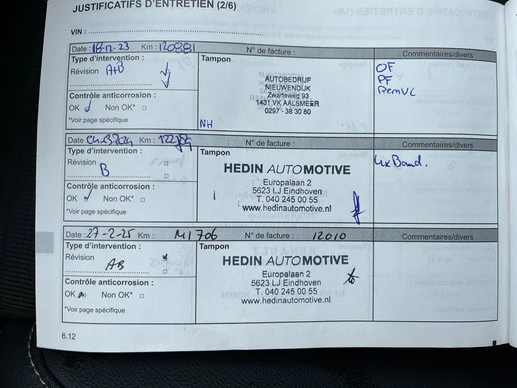 JUSTIFICATIFS D'ENTRETIEN (2/6)
VIN :
Date : 18-12-23 Km : 120881 N° de facture : Commentaires/divers
Type d'intervention : Tampon
Révision A+B
OF
PF
RemVL
AUTOBEDRIJF
NIEUWENDIJK
Zwarteweg 93
1431 VK AALSMEER
0297 - 38 30 80
Contrôle anticorrosion :
OK Non OK*
*Voir page spécifique
NH
Date Km : N° de facture : Commentaires/divers
Type d'intervention : Tampon
Révision
B
4x Band.
HEDIN AUTOMOTIVE
Europalaan 2
5623 LJ Eindhoven
T. 040 245 00 55
www.hedinautomotive.nl
Contrôle anticorrosion :
OK Non OK*
*Voir page spécifique
Date : 27-2-25 Km : N° de facture : 12010 Commentaires/divers
Type d'intervention : Tampon
Révision
AB
HEDIN AUTOMOTIVE
Europalaan 2
5623 LJ Eindhoven
T. 040 245 00 55
www.hedinautomotive.nl
Contrôle anticorrosion :
OK Non OK*
*Voir page spécifique
6.12